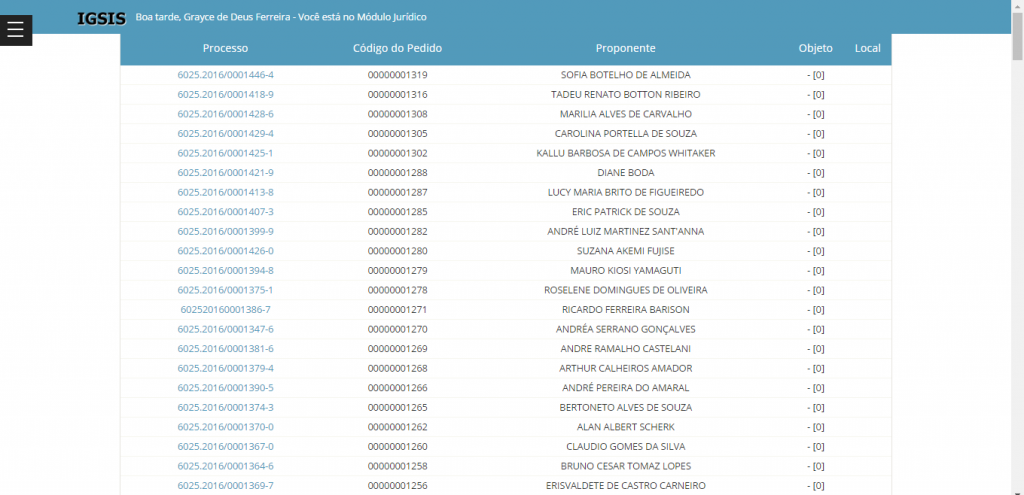 IGSIS Boa tarde, Grayce de Deus Ferreira - Você está no Módulo Jurídico
Processo Código do Pedido Proponente Objeto Local
6025.2016/0001446-4 00000001319 SOFIA BOTELHO DE ALMEIDA - [0]
6025.2016/0001418-9 00000001316 TADEU RENATO BOTTON RIBEIRO - [0]
6025.2016/0001428-6 00000001308 MARILIA ALVES DE CARVALHO - [0]
6025.2016/0001429-4 00000001305 CAROLINA PORTELLA DE SOUZA - [0]
6025.2016/0001425-1 00000001302 KALLU BARBOSA DE CAMPOS WHITAKER - [0]
6025.2016/0001421-9 00000001288 DIANE BODA - [0]
6025.2016/0001413-8 00000001287 LUCY MARIA BRITO DE FIGUEIREDO - [0]
6025.2016/0001407-3 00000001285 ERIC PATRICK DE SOUZA - [0]
6025.2016/0001399-9 00000001282 ANDRÉ LUIZ MARTINEZ SANT'ANNA - [0]
6025.2016/0001426-0 00000001280 SUZANA AKEMI FUJISE - [0]
6025.2016/0001394-8 00000001279 MAURO KIOSI YAMAGUTI - [0]
6025.2016/0001375-1 00000001278 ROSELENE DOMINGUES DE OLIVEIRA - [0]
602520160001386-7 00000001271 RICARDO FERREIRA BARISON - [0]
6025.2016/0001347-6 00000001270 ANDRÉA SERRANO GONÇALVES - [0]
6025.2016/0001381-6 00000001269 ANDRE RAMALHO CASTELANI - [0]
6025.2016/0001379-4 00000001268 ARTHUR CALHEIROS AMADOR - [0]
6025.2016/0001390-5 00000001266 ANDRÉ PEREIRA DO AMARAL - [0]
6025.2016/0001374-3 00000001265 BERTONETO ALVES DE SOUZA - [0]
6025.2016/0001370-0 00000001262 ALAN ALBERT SCHERK - [0]
6025.2016/0001367-0 00000001260 CLAUDIO GOMES DA SILVA - [0]
6025.2016/0001364-6 00000001258 BRUNO CESAR TOMAZ LOPES - [0]
6025.2016/0001369-7 00000001256 ERISVALDETE DE CASTRO CARNEIRO - [0]